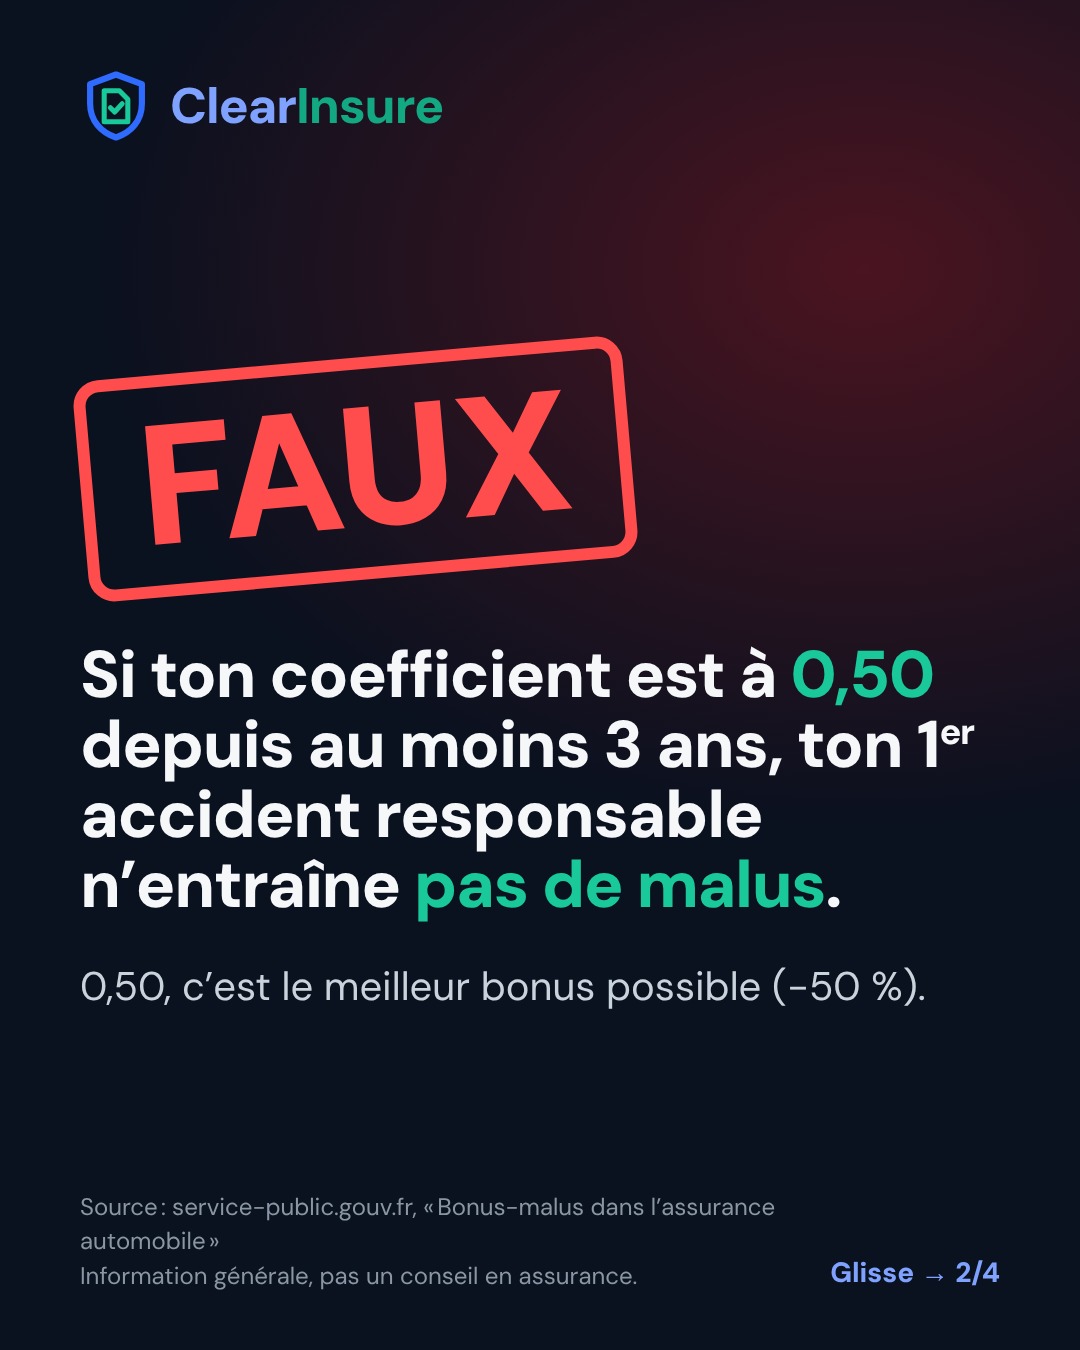 ClearInsure
FAUX
Si ton coefficient est à 0,50
depuis au moins 3 ans, ton 1er
accident responsable
n’entraîne pas de malus.
0,50, c’est le meilleur bonus possible (-50 %).
Source : service-public.gouv.fr, « Bonus-malus dans l’assurance
automobile »
Information générale, pas un conseil en assurance.
Glisse → 2/4